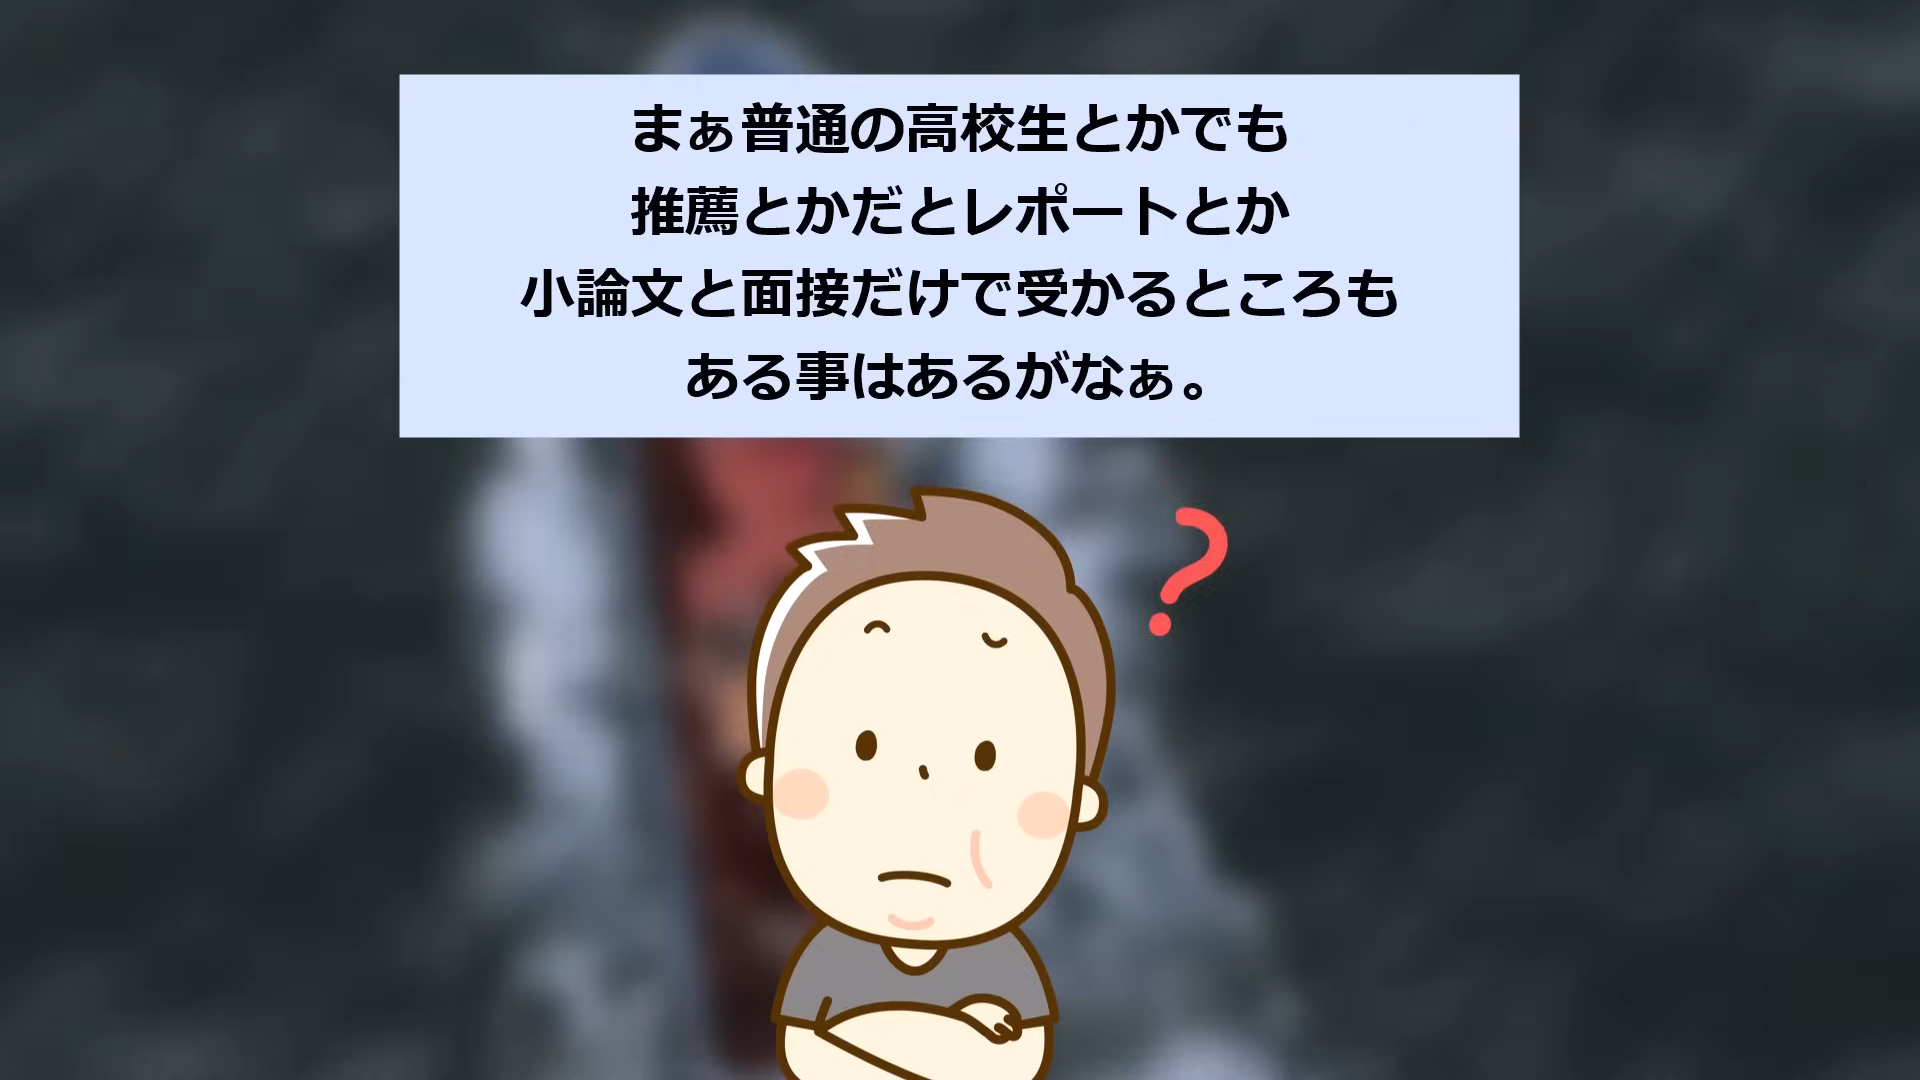 まぁ普通の高校生とかでも
推薦とかだとレポートとか
小論文と面接だけで受かるところも
ある事はあるがなぁ。
?